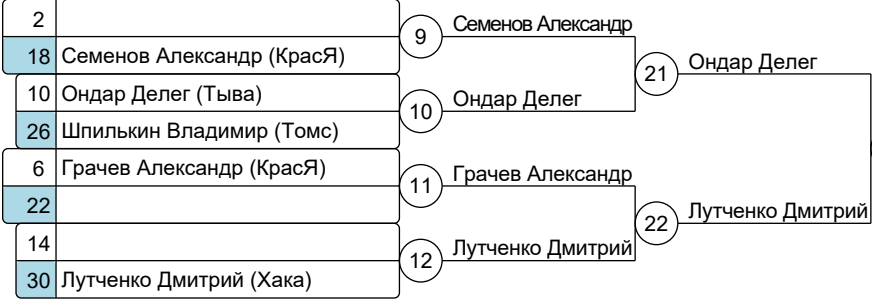 2
18 Семенов Александр (КрасЯ)
9
Семенов Александр
10 Ондар Делег (Тыва)
26 Шпилькин Владимир (Томс)
10
Ондар Делег
21
Ондар Делег
6 Грачев Александр (КрасЯ)
22
11
Грачев Александр
14
30 Лутченко Дмитрий (Хака)
12
Лутченко Дмитрий
22
Лутченко Дмитрий